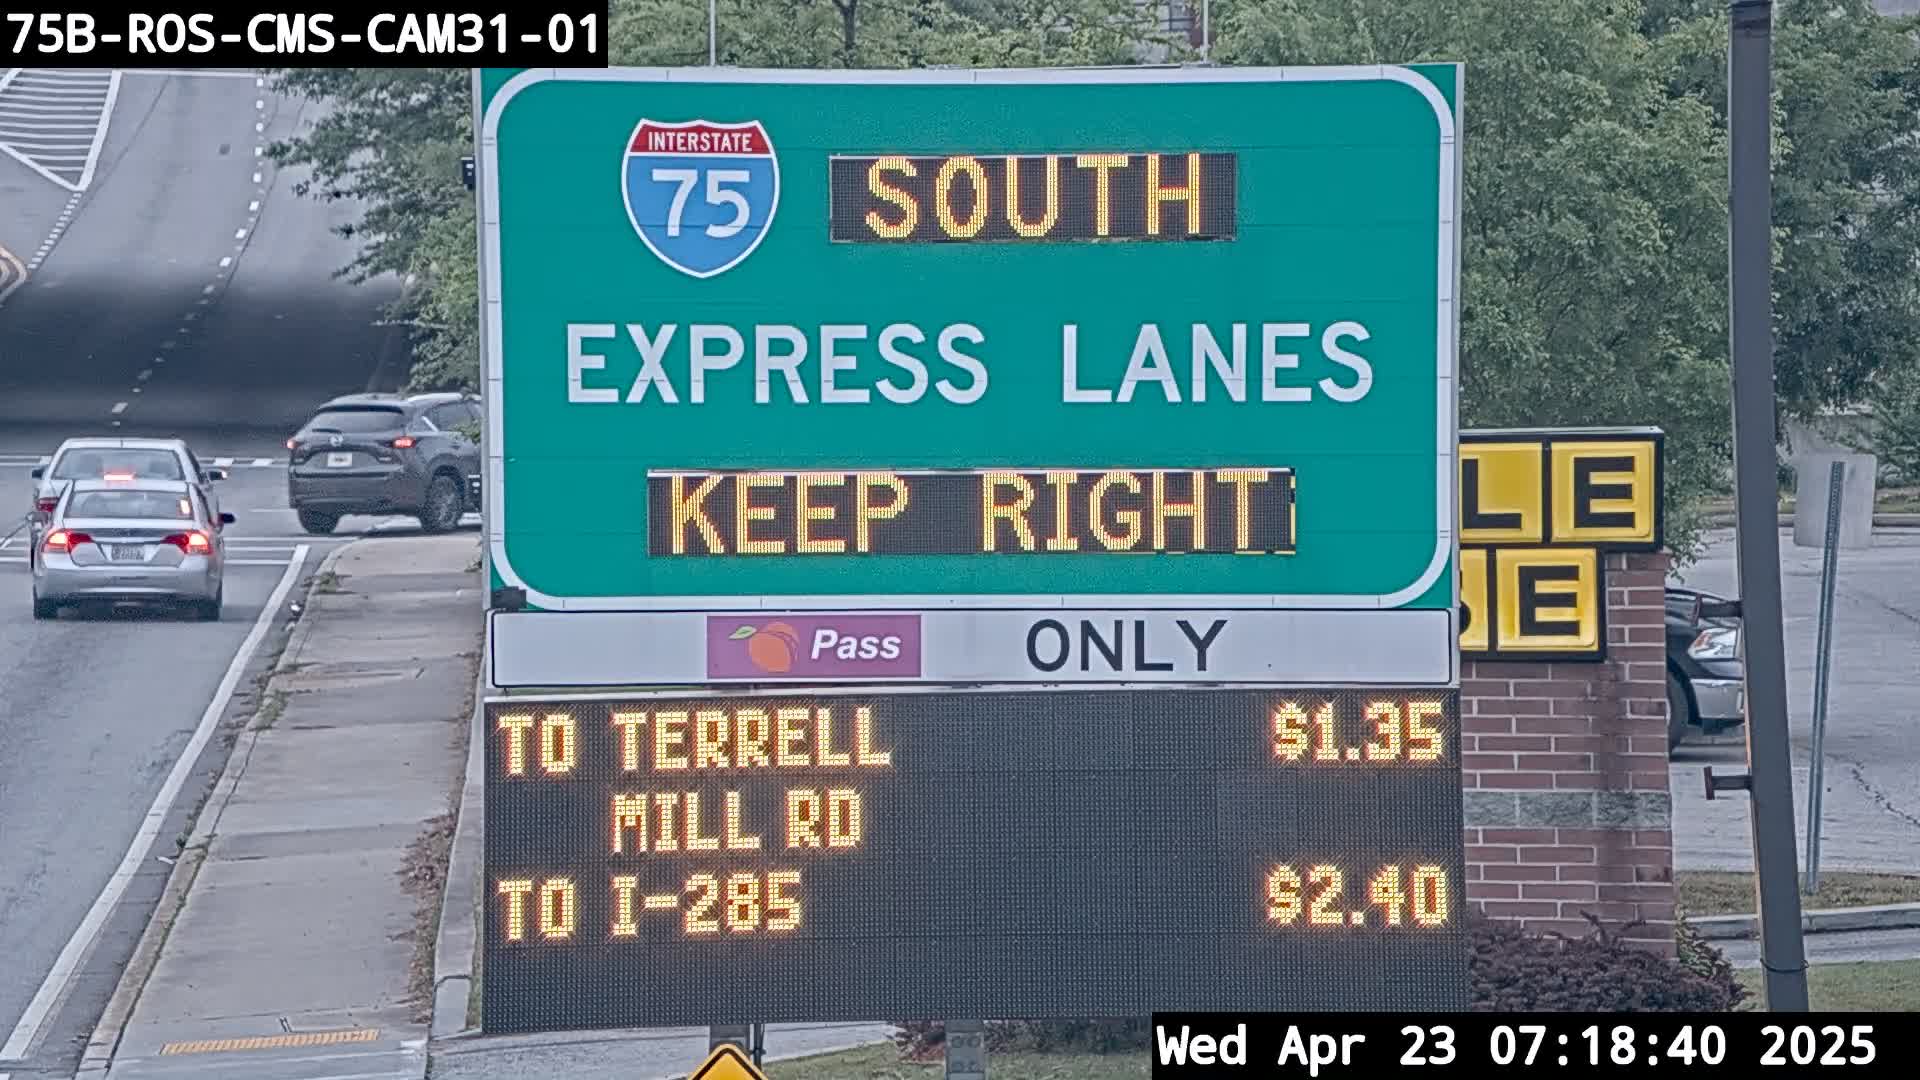 75B-ROS-CMS-CAM31-01
INTERSTATE
75
SOUTH
EXPRESS LANES
KEEP RIGHT
Pass ONLY
TO TERRELL $1.35
MILL RD
TO I-285 $2.40
LE
E
Wed Apr 23 07:18:40 2025